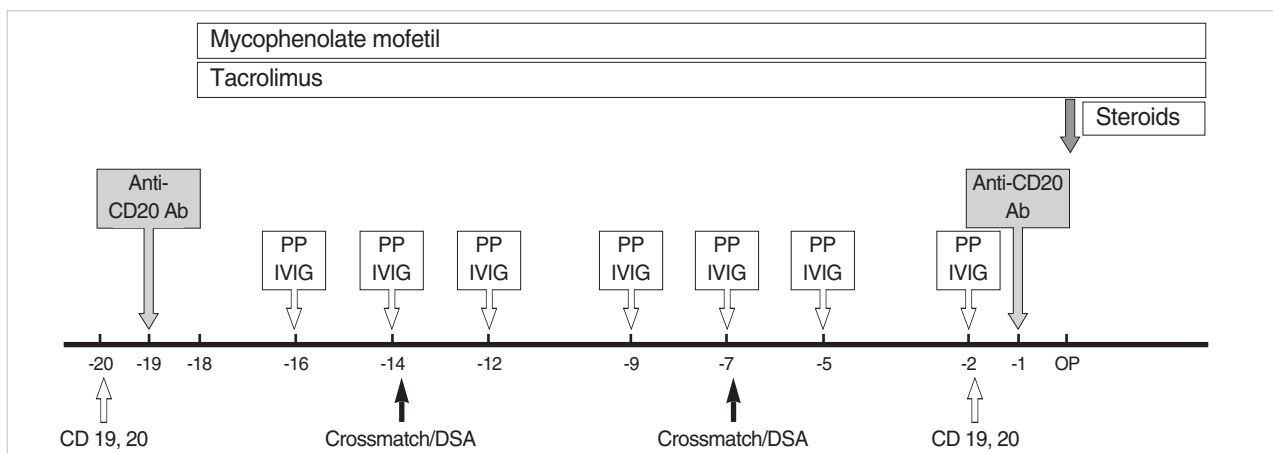 Mycophenolate mofetil
Tacrolimus
Steroids
Anti-
CD20 Ab
Anti-CD20
Ab
PP
IVIG
PP
IVIG
PP
IVIG
PP
IVIG
PP
IVIG
PP
IVIG
PP
IVIG
-20 -19 -18 -16 -14 -12 -9 -7 -5 -2 -1 OP
CD 19, 20
Crossmatch/DSA
Crossmatch/DSA
CD 19, 20